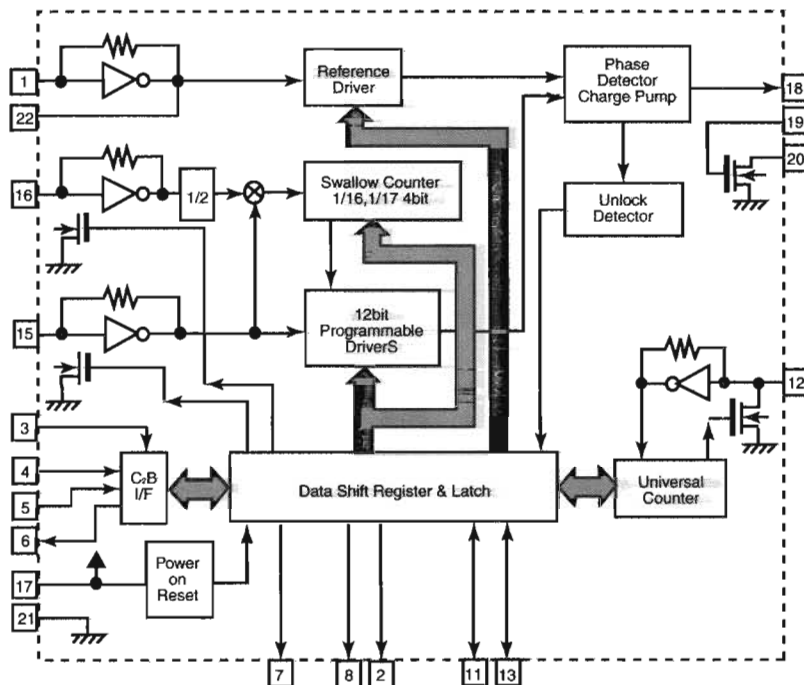 1
22
16
15
3
4
5
6
17
21
Reference
Driver
Phase
Detector
Charge Pump
18
19
20
1/2
Swallow Counter
1/16,1/17 4bit
Unlock
Detector
12bit
Programmable
DriverS
12
C₂B
I/F
Data Shift Register & Latch
Universal
Counter
Power
on
Reset
7
8
2
11
13